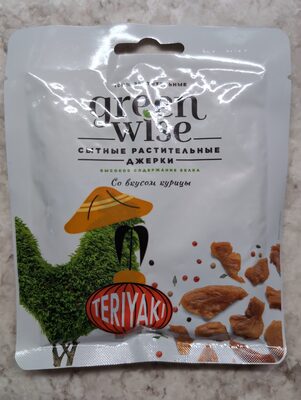 green
wise
СЫТНЫЕ РАСТИТЕЛЬНЫЕ
ДЖЕРКИ
ВЫСОКОЕ СОДЕРЖАНИЕ БЕЛКА
Со вкусом курицы
TERIYAKI